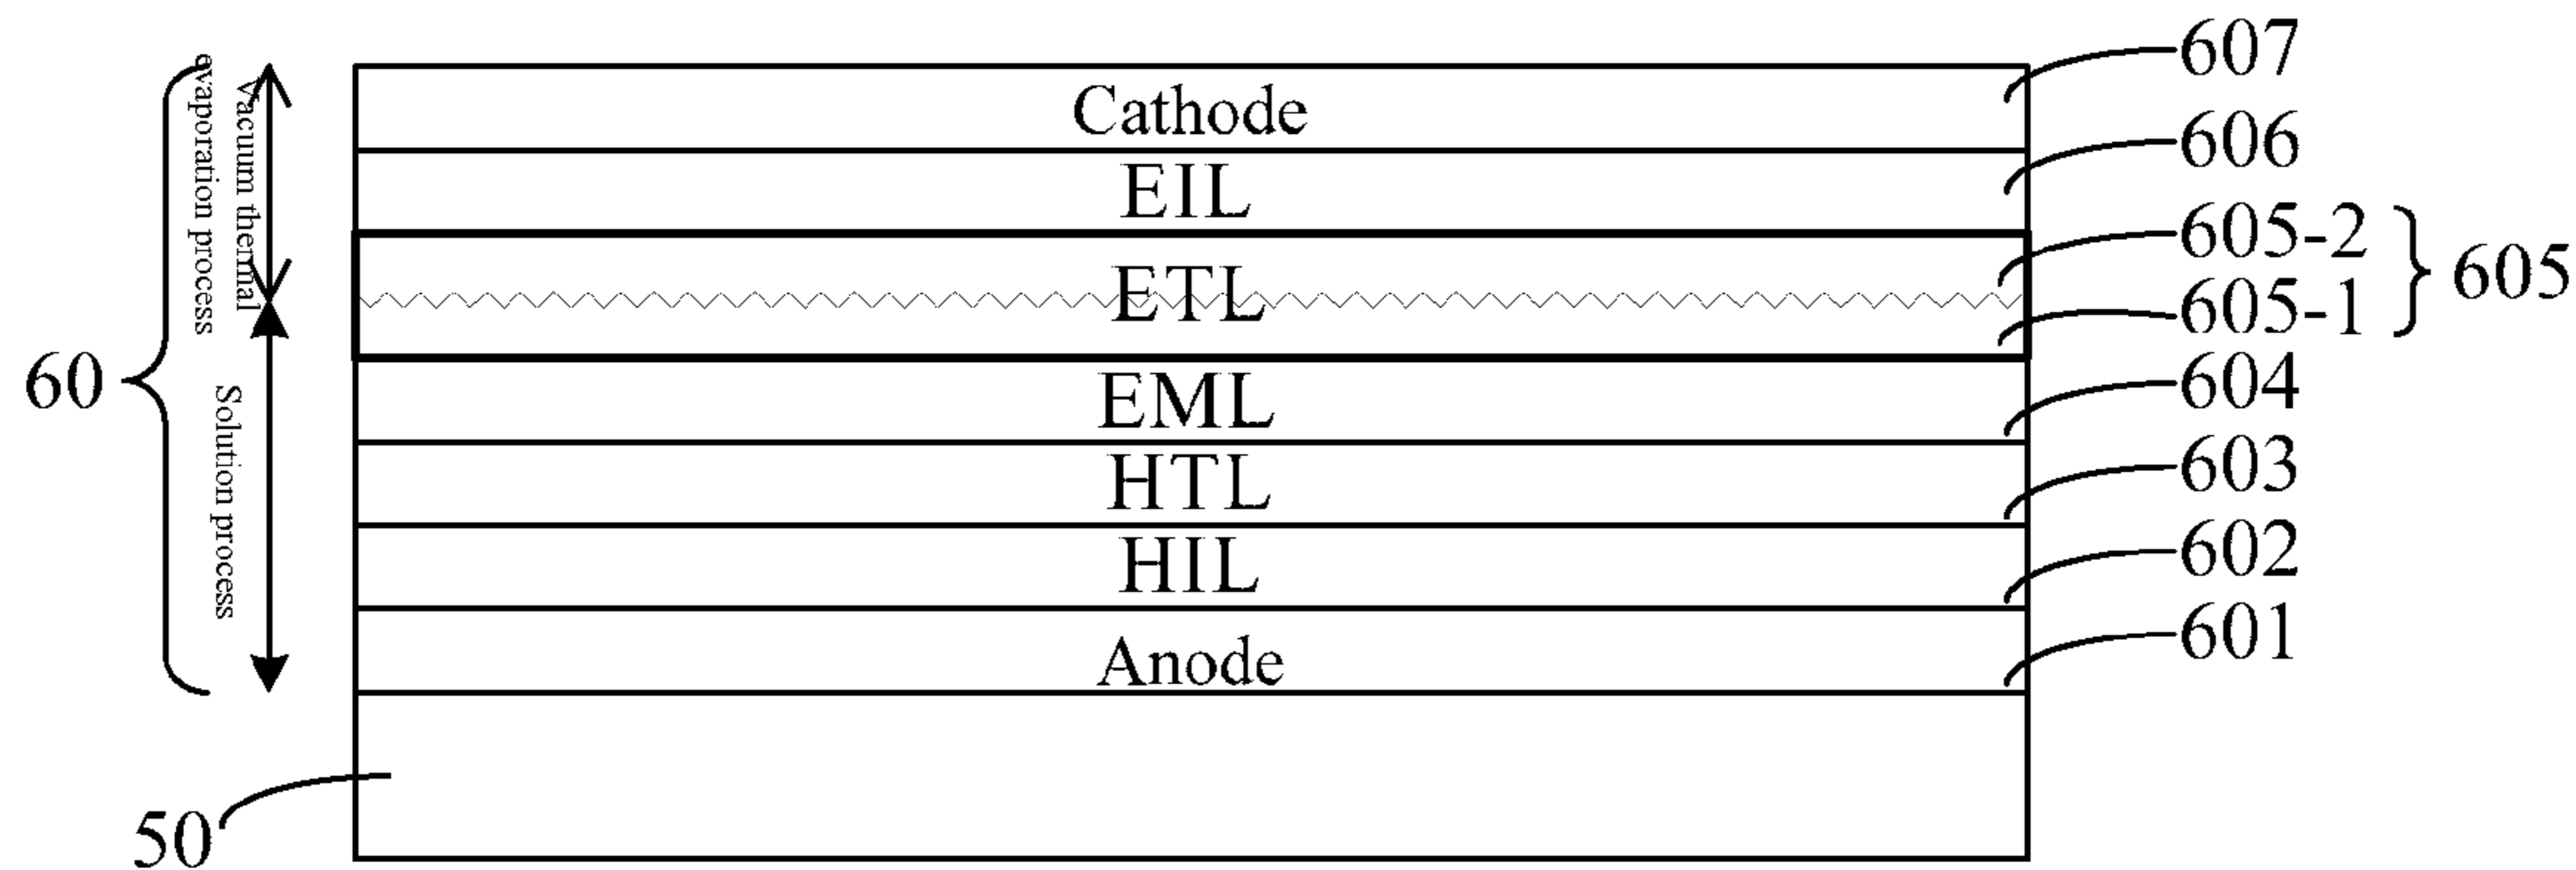 607
Cathode
606
EIL
605-2
605
ETL
605-1
Vacuum thermal
evaporation process
60
EML
604
Solution process
HTL
603
HIL
602
Anode
601
50